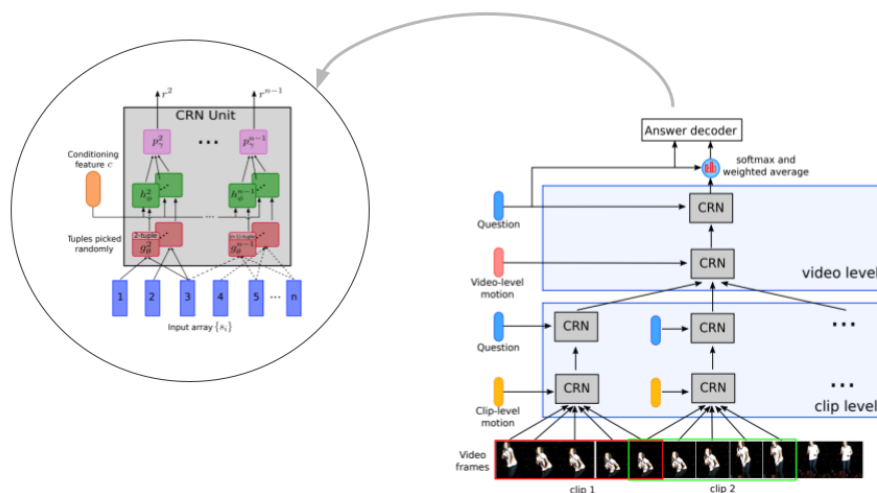 r^2
r^{n-1}
CRN Unit
p_γ^2
...
p_γ^{n-1}
Conditioning
feature c
h_φ^2
h_φ^{n-1}
...
Tuples picked
randomly
2-tuple
g_θ^2
g_θ^{n-1}
1
2
3
4
5
...
n
Input array {s_i}
Answer decoder
softmax and
weighted average
CRN
Question
CRN
Video-level
motion
video level
CRN
CRN
...
Question
CRN
CRN
...
Clip-level
motion
clip level
Video
frames
clip 1
clip 2